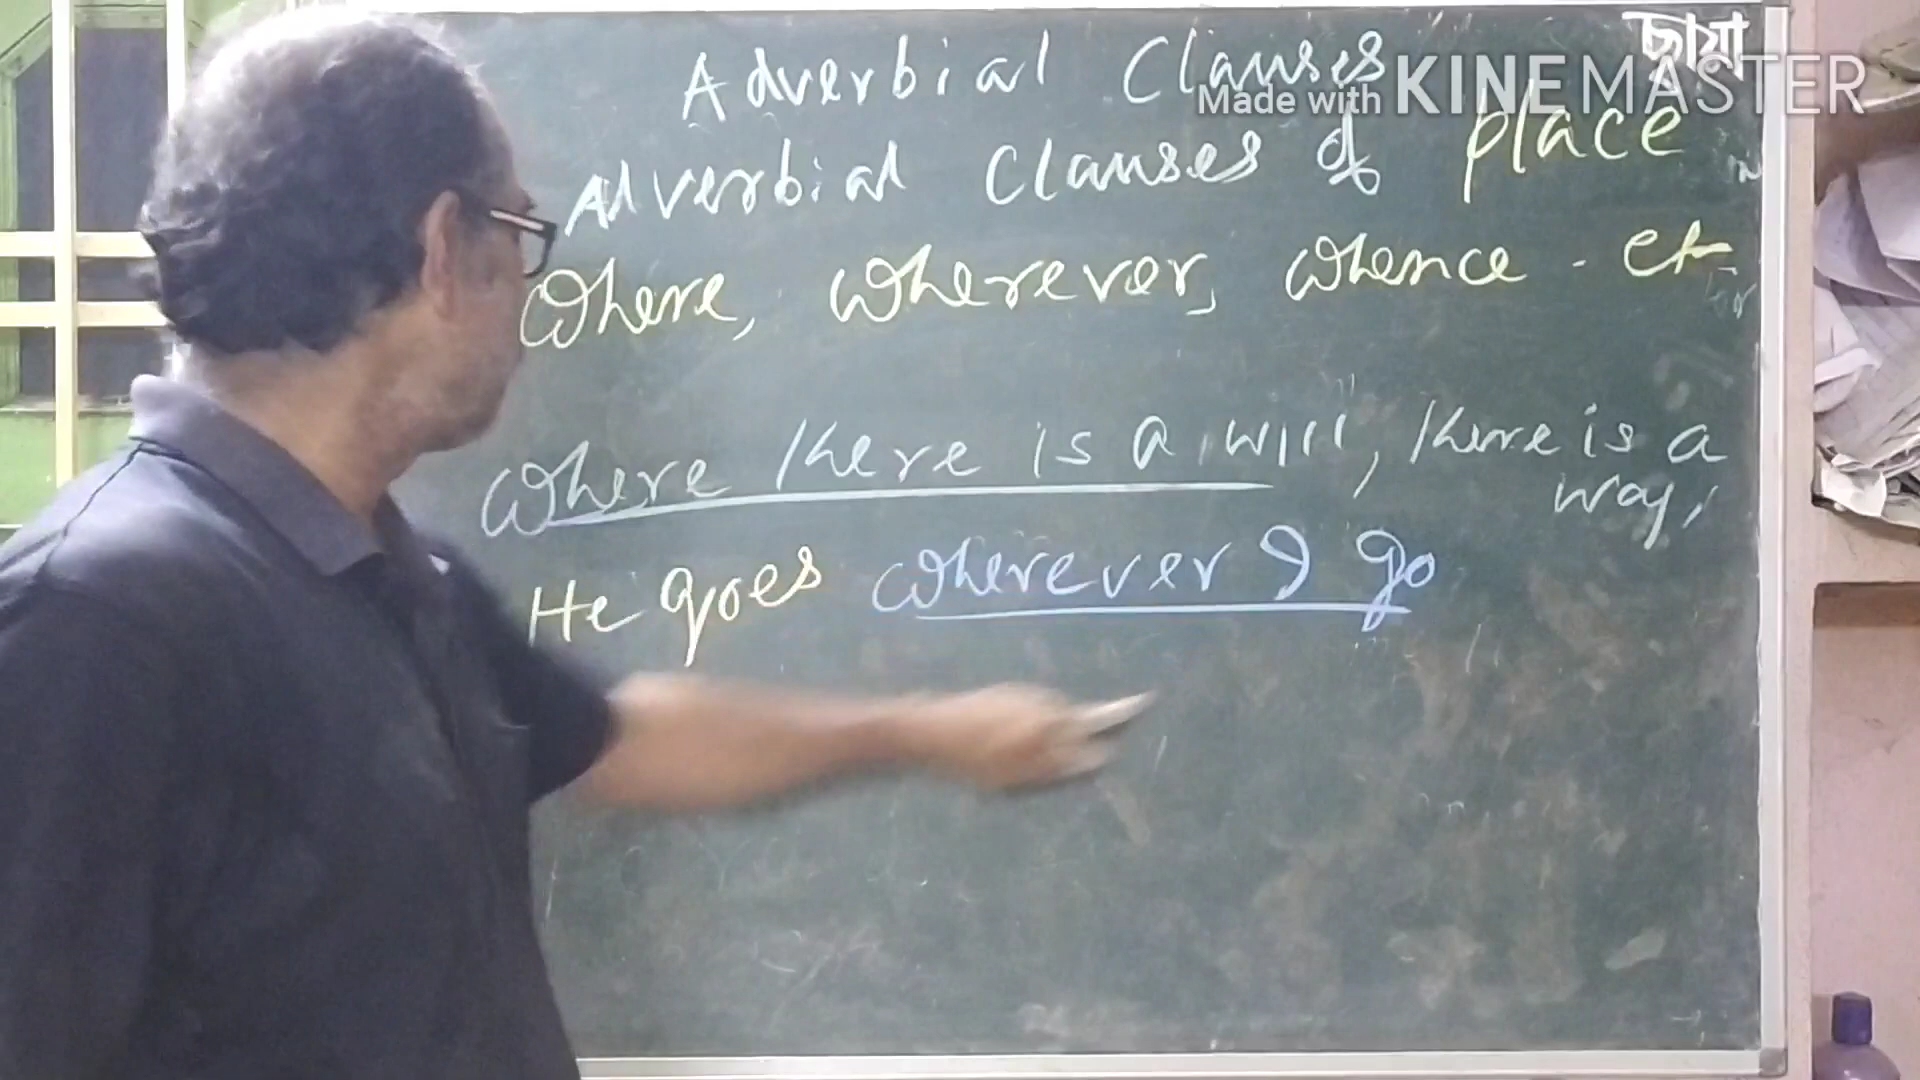 ছায়া
Adverbial Clauses
Made with KINEMASTER
Adverbial Clauses of place
Where, wherever, whence - etc
Where there is a will, there is a
way,
He goes wherever I go